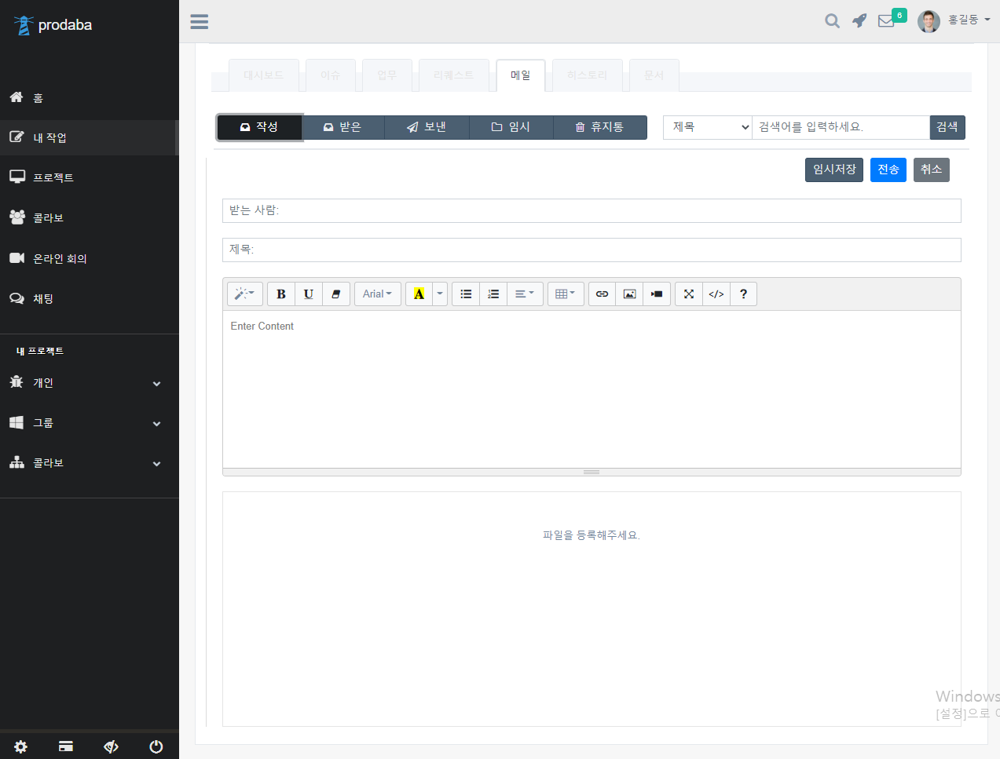 prodaba
6
홍길동
홈
내 작업
프로젝트
콜라보
온라인 회의
채팅
내 프로젝트
개인
그룹
콜라보
대시보드
이슈
업무
리퀘스트
메일
히스토리
문서
작성
받은
보낸
임시
휴지통
제목
검색어를 입력하세요.
검색
임시저장
전송
취소
받는 사람:
제목:
B
U
Arial
A
</>
?
Enter Content
파일을 등록해주세요.
Windows
[설정]으로